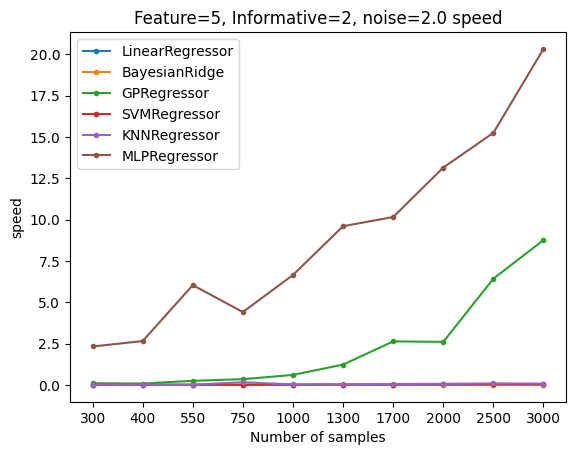 Feature=5, Informative=2, noise=2.0 speed
LinearRegressor
BayesianRidge
GPRegressor
SVMRegressor
KNNRegressor
MLPRegressor
speed
20.0
17.5
15.0
12.5
10.0
7.5
5.0
2.5
0.0
300 400 550 750 1000 1300 1700 2000 2500 3000
Number of samples